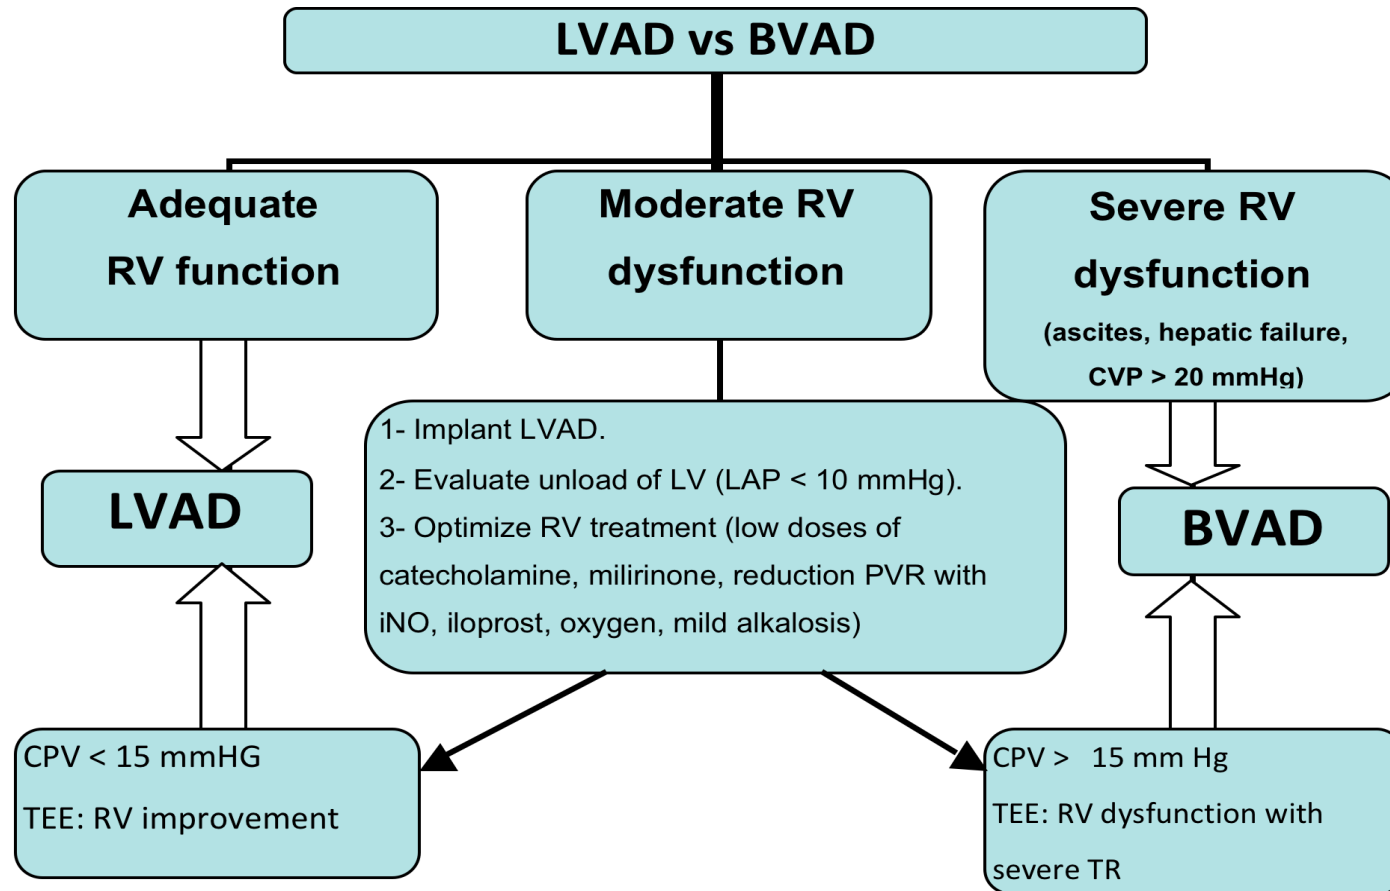 LVAD vs BVAD
Adequate
RV function
Moderate RV
dysfunction
Severe RV
dysfunction
(ascites, hepatic failure,
CVP > 20 mmHg)
1- Implant LVAD.
2- Evaluate unload of LV (LAP < 10 mmHg).
3- Optimize RV treatment (low doses of
catecholamine, milirinone, reduction PVR with
iNO, iloprost, oxygen, mild alkalosis)
LVAD
BVAD
CPV < 15 mmHG
TEE: RV improvement
CPV > 15 mm Hg
TEE: RV dysfunction with
severe TR